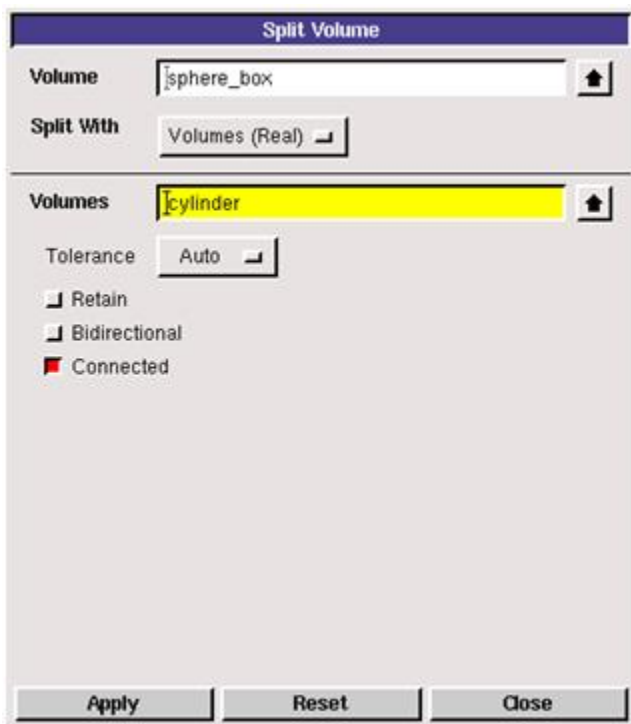 Split Volume
Volume sphere_box
Split With Volumes (Real)
Volumes cylinder
Tolerance Auto
Retain
Bidirectional
Connected
Apply Reset Close